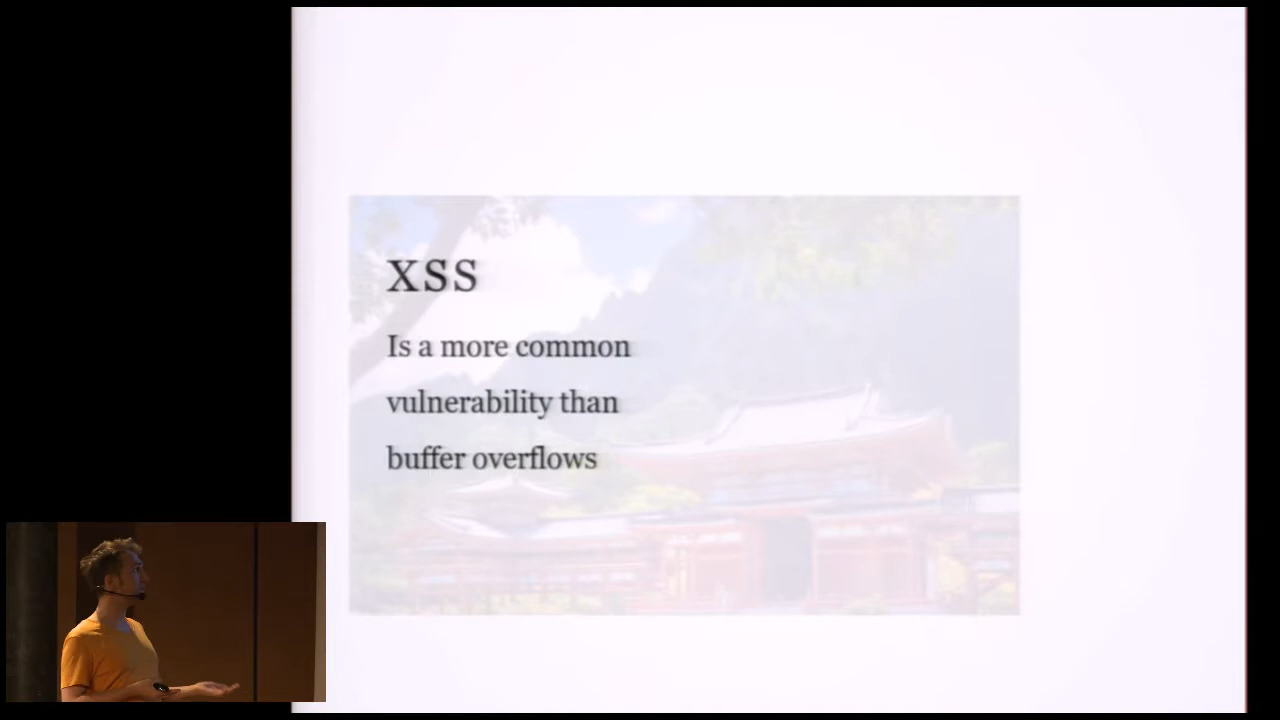 XSS
Is a more common
vulnerability than
buffer overflows